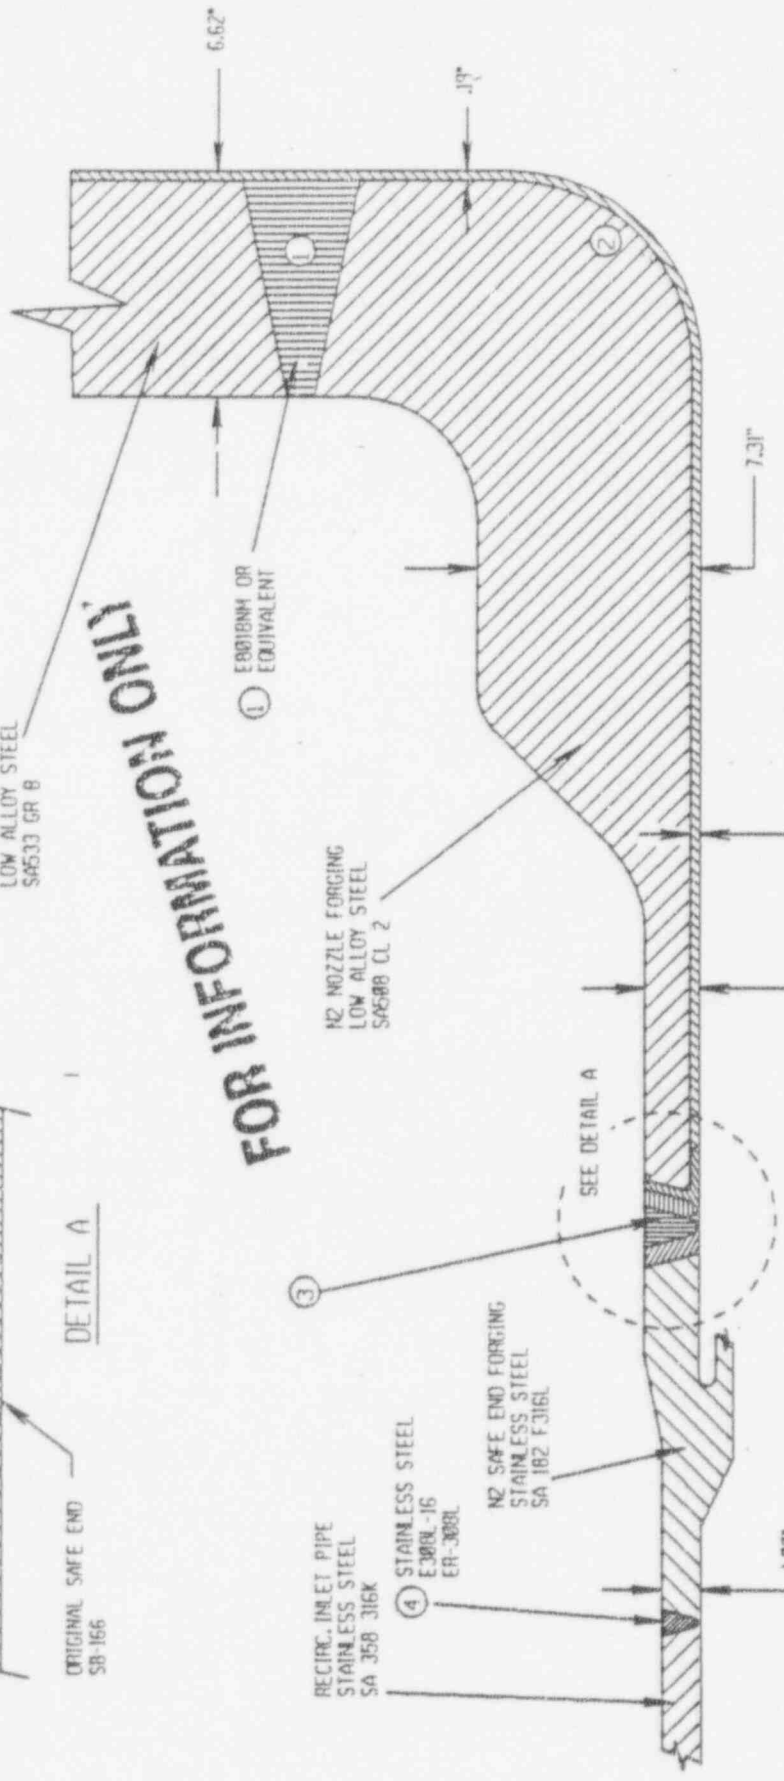 LOW ALLOY STEEL
SA533 GR B
6.62"
.19"
1
2
1 E8018NM OR
EQUIVALENT
FOR INFORMATION ONLY
7.31"
N2 NOZZLE FORGING
LOW ALLOY STEEL
SA508 CL 2
SEE DETAIL A
3
DETAIL A
ORIGINAL SAFE END
SB-166
N2 SAFE END FORGING
STAINLESS STEEL
SA 182 F316L
4 STAINLESS STEEL
E308L-16
ER-308L
RECIRC. INLET PIPE
STAINLESS STEEL
SA 358 316K